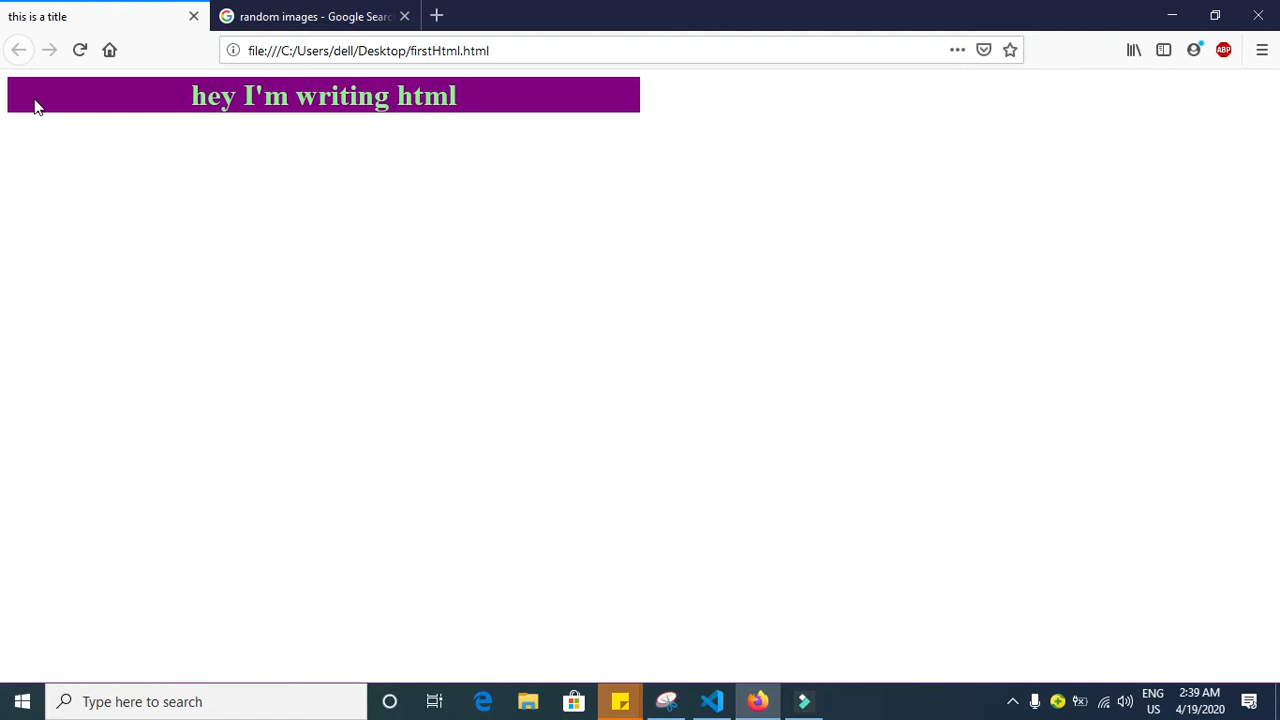 this is a title
random images - Google Searc
file:///C:/Users/dell/Desktop/firstHtml.html
ABP
hey I'm writing html
Type here to search
ENG
US
2:39 AM
4/19/2020